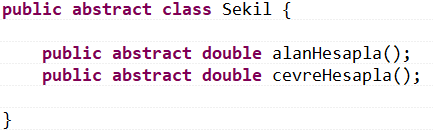 public abstract class Sekil {
public abstract double alanHesapla();
public abstract double cevreHesapla();
}